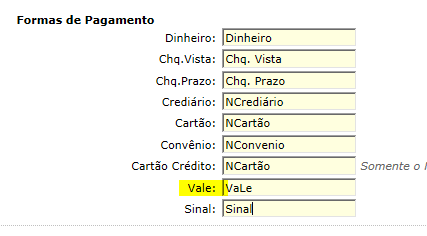 Formas de Pagamento
Dinheiro: Dinheiro
Chq.Vista: Chq. Vista
Chq.Prazo: Chq. Prazo
Crediário: NCrediário
Cartão: NCartão
Convênio: NConvenio
Cartão Crédito: NCartão Somente o
Vale: VaLe
Sinal: Sinal